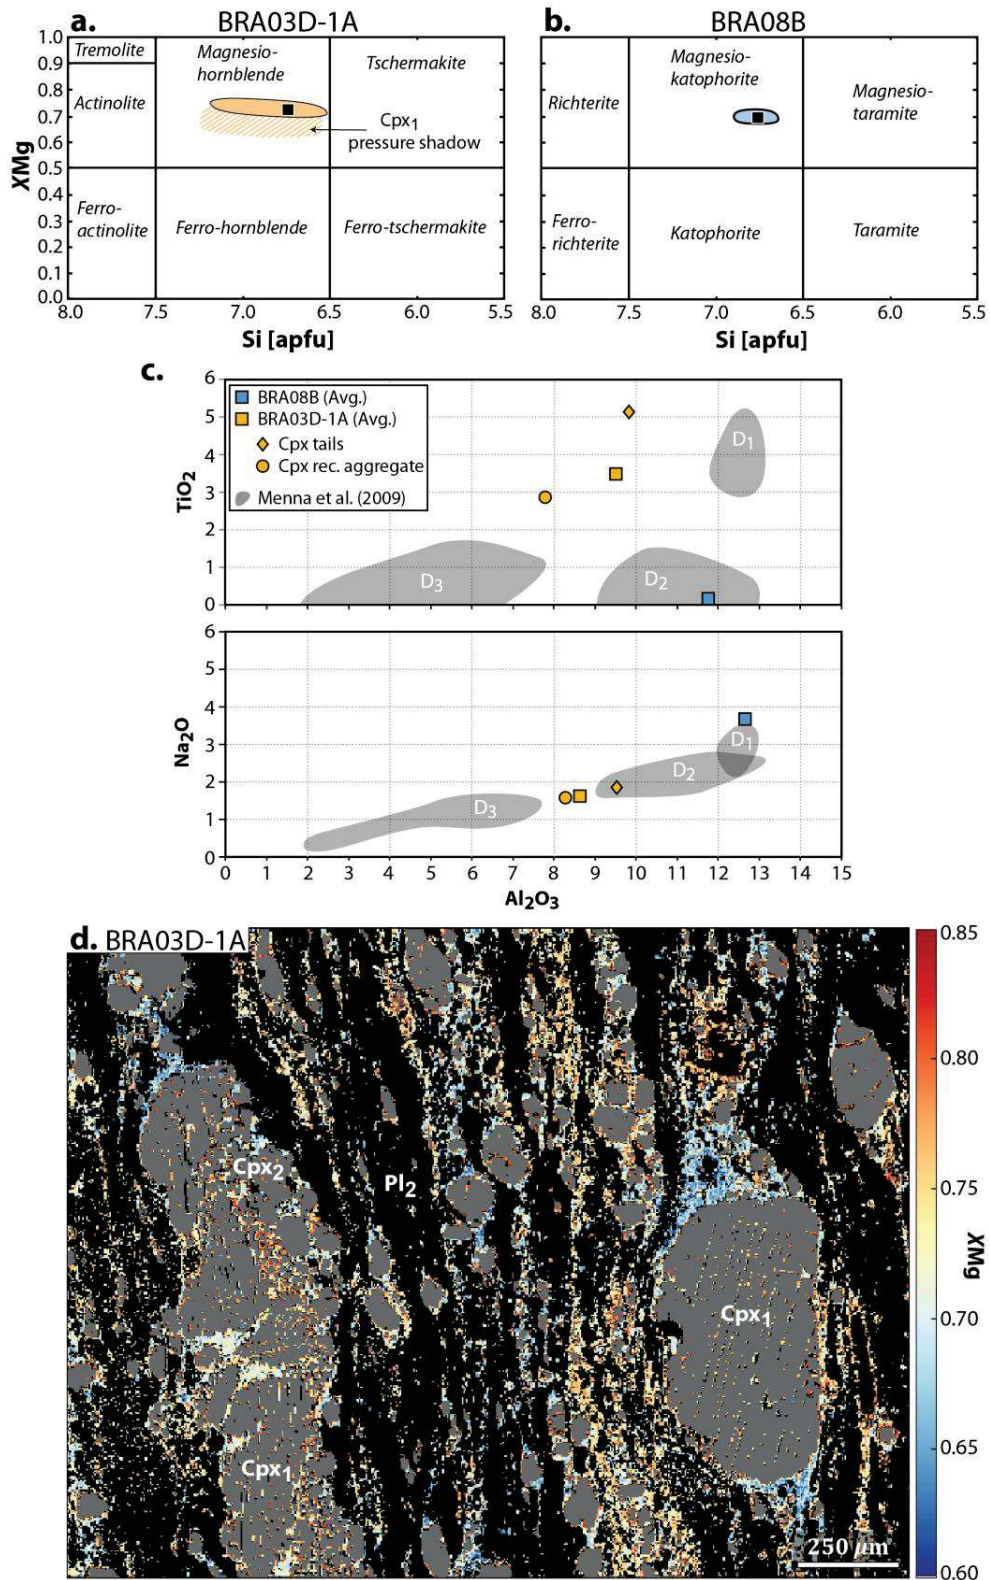 a. BRA03D-1A
1.0
0.9
0.8
0.7
0.6
0.5
0.4
0.3
0.2
0.1
0.0
XMg
Tremolite
Magnesio-
hornblende
Tschermakite
Actinolite
Cpx1
pressure shadow
Ferro-
actinolite
Ferro-hornblende
Ferro-tschermakite
8.0 7.5 7.0 6.5 6.0 5.5
Si [apfu]
b. BRA08B
Richterite
Magnesio-
katophorite
Magnesio-
taramite
Ferro-
richterite
Katophorite
Taramite
8.0 7.5 7.0 6.5 6.0 5.5
Si [apfu]
c.
6
5
4
3
2
1
0
TiO2
BRA08B (Avg.)
BRA03D-1A (Avg.)
Cpx tails
Cpx rec. aggregate
Menna et al. (2009)
D1
D3
D2
6
5
4
3
2
1
0
Na2O
D1
D2
D3
0 1 2 3 4 5 6 7 8 9 10 11 12 13 14 15
Al2O3
d. BRA03D-1A
Cpx2
Pl2
Cpx1
Cpx1
250 μm
0.85
0.80
0.75
0.70
0.65
0.60
XMg